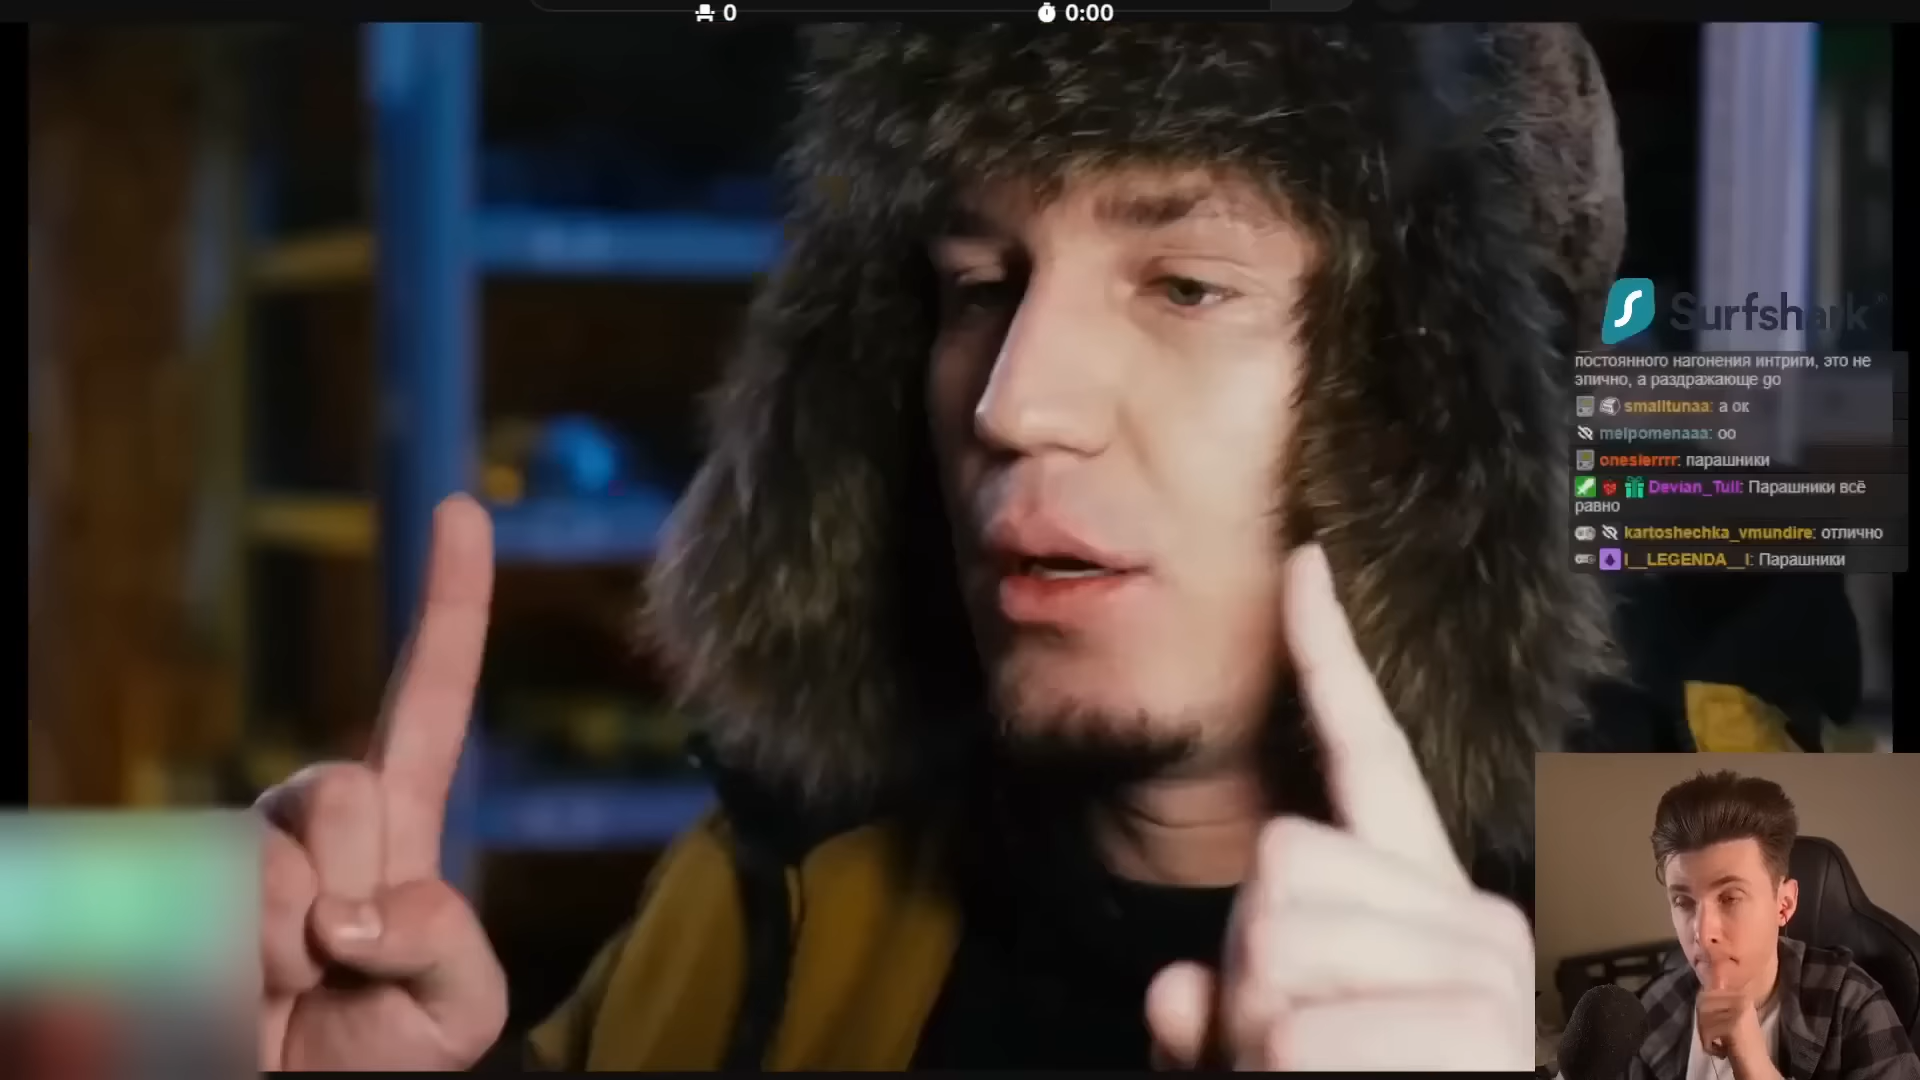 0
0:00
Surfshark
постоянного нагонения интриги, это не
эпично, а раздражающе go
smalltunaa: а ок
melpomenaaa: оо
oneslerrrr: парашники
Devian_Tull: Парашники всё
равно
kartoshechka_vmundire: отлично
I__LEGENDA__I: Парашники